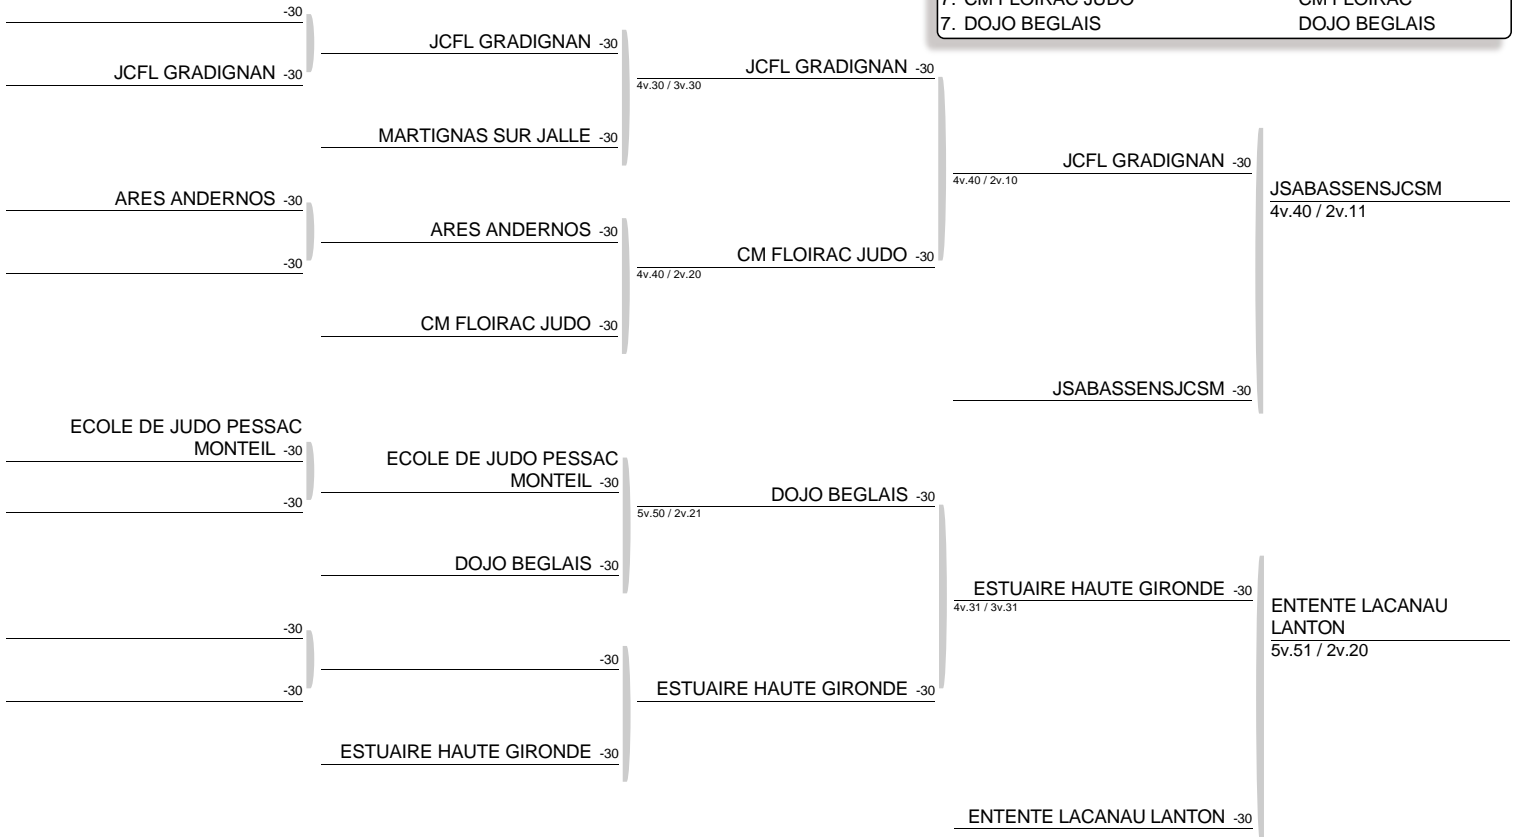 7. CM FLOIRAC JUDO CM FLOIRAC
7. DOJO BEGLAIS DOJO BEGLAIS
-30
JCFL GRADIGNAN -30
ARES ANDERNOS -30
-30
ECOLE DE JUDO PESSAC
MONTEIL -30
-30
-30
-30
JCFL GRADIGNAN -30
MARTIGNAS SUR JALLE -30
ARES ANDERNOS -30
CM FLOIRAC JUDO -30
ECOLE DE JUDO PESSAC
MONTEIL -30
DOJO BEGLAIS -30
-30
ESTUAIRE HAUTE GIRONDE -30
JCFL GRADIGNAN -30
4v.30 / 3v.30
CM FLOIRAC JUDO -30
4v.40 / 2v.20
DOJO BEGLAIS -30
5v.50 / 2v.21
ESTUAIRE HAUTE GIRONDE -30
JCFL GRADIGNAN -30
4v.40 / 2v.10
JSABASSENSJCSM -30
ESTUAIRE HAUTE GIRONDE -30
4v.31 / 3v.31
ENTENTE LACANAU LANTON -30
JSABASSENSJCSM
4v.40 / 2v.11
ENTENTE LACANAU
LANTON
5v.51 / 2v.20